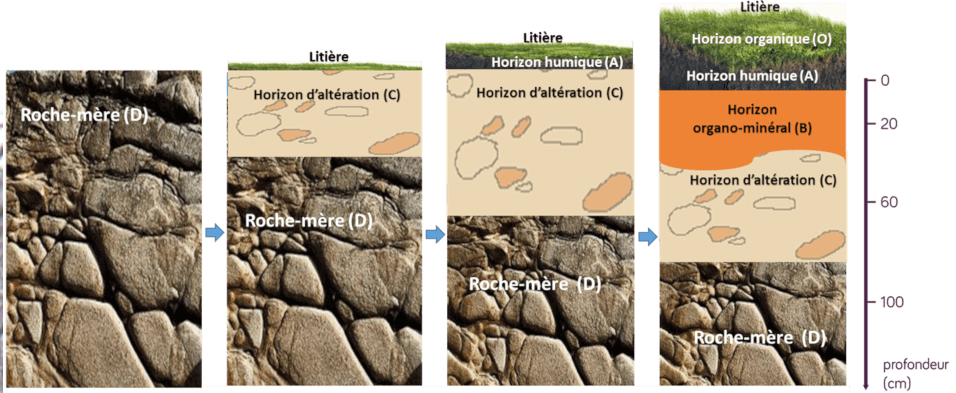 Roche-mère (D)
Litière
Horizon d'altération (C)
Roche-mère (D)
Litière
Horizon humique (A)
Horizon d'altération (C)
Roche-mère (D)
Litière
Horizon organique (O)
Horizon humique (A)
Horizon
organo-minéral (B)
Horizon d'altération (C)
Roche-mère (D)
0
20
60
100
profondeur
(cm)